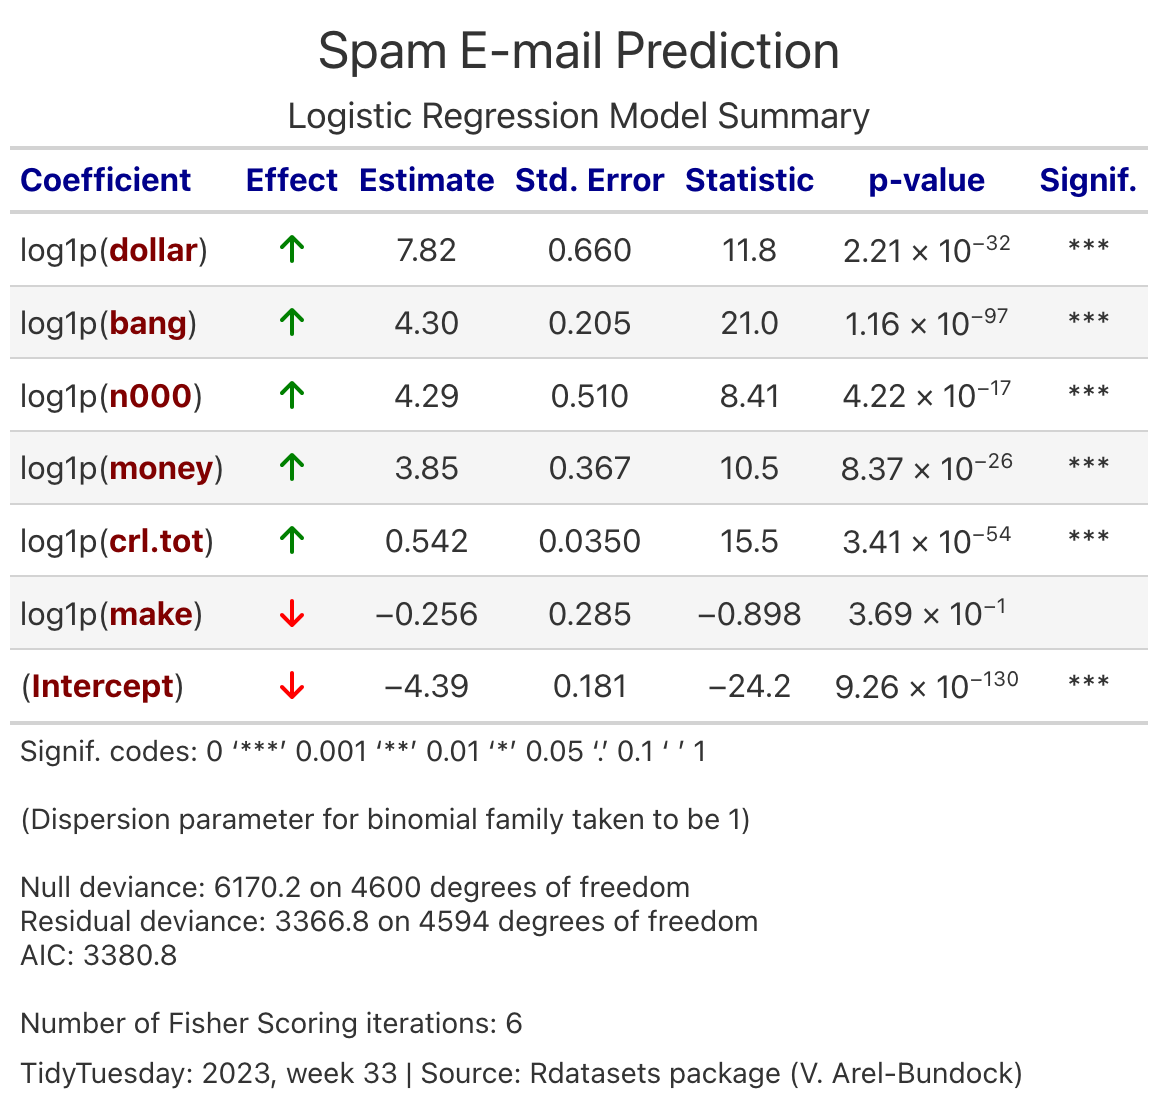 Spam E-mail Prediction
Logistic Regression Model Summary
Coefficient Effect Estimate Std. Error Statistic p-value Signif.
log1p(dollar) ↑ 7.82 0.660 11.8 2.21 × 10⁻³² ***
log1p(bang) ↑ 4.30 0.205 21.0 1.16 × 10⁻⁹⁷ ***
log1p(n000) ↑ 4.29 0.510 8.41 4.22 × 10⁻¹⁷ ***
log1p(money) ↑ 3.85 0.367 10.5 8.37 × 10⁻²⁶ ***
log1p(crl.tot) ↑ 0.542 0.0350 15.5 3.41 × 10⁻⁵⁴ ***
log1p(make) ↓ −0.256 0.285 −0.898 3.69 × 10⁻¹
(Intercept) ↓ −4.39 0.181 −24.2 9.26 × 10⁻¹³⁰ ***
Signif. codes: 0 ‘***’ 0.001 ‘**’ 0.01 ‘*’ 0.05 ‘.’ 0.1 ‘ ’ 1
(Dispersion parameter for binomial family taken to be 1)
Null deviance: 6170.2 on 4600 degrees of freedom
Residual deviance: 3366.8 on 4594 degrees of freedom
AIC: 3380.8
Number of Fisher Scoring iterations: 6
TidyTuesday: 2023, week 33 | Source: Rdatasets package (V. Arel-Bundock)